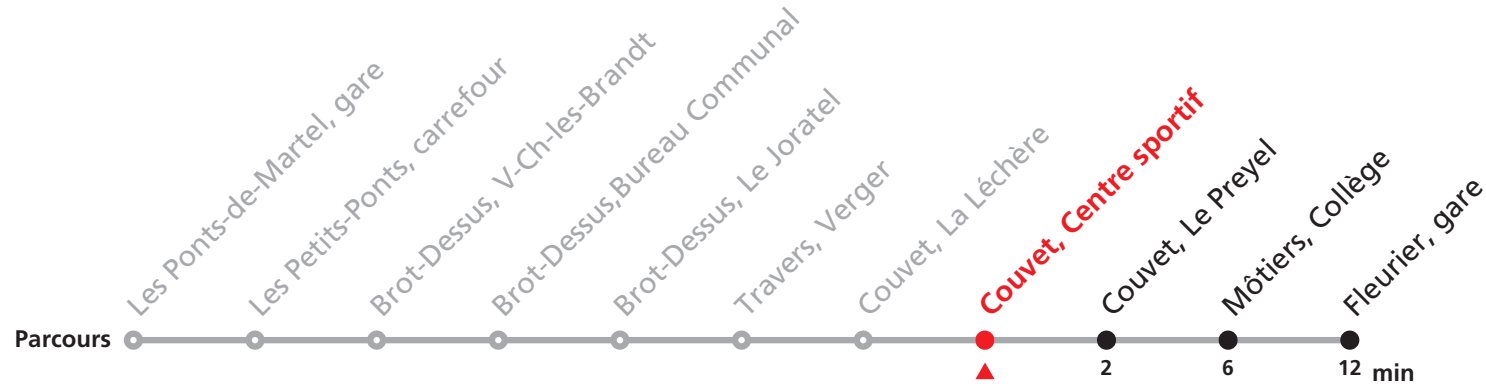 Les Ponts-de-Martel, gare
Les Petits-Ponts, carrefour
Brot-Dessus, V-Ch-les-Brandt
Brot-Dessus,Bureau Communal
Brot-Dessus, Le Joratel
Travers, Verger
Couvet, La Léchère
Couvet, Centre sportif
Couvet, Le Preyel
Môtiers, Collège
Fleurier, gare
Parcours
2 6 12 min